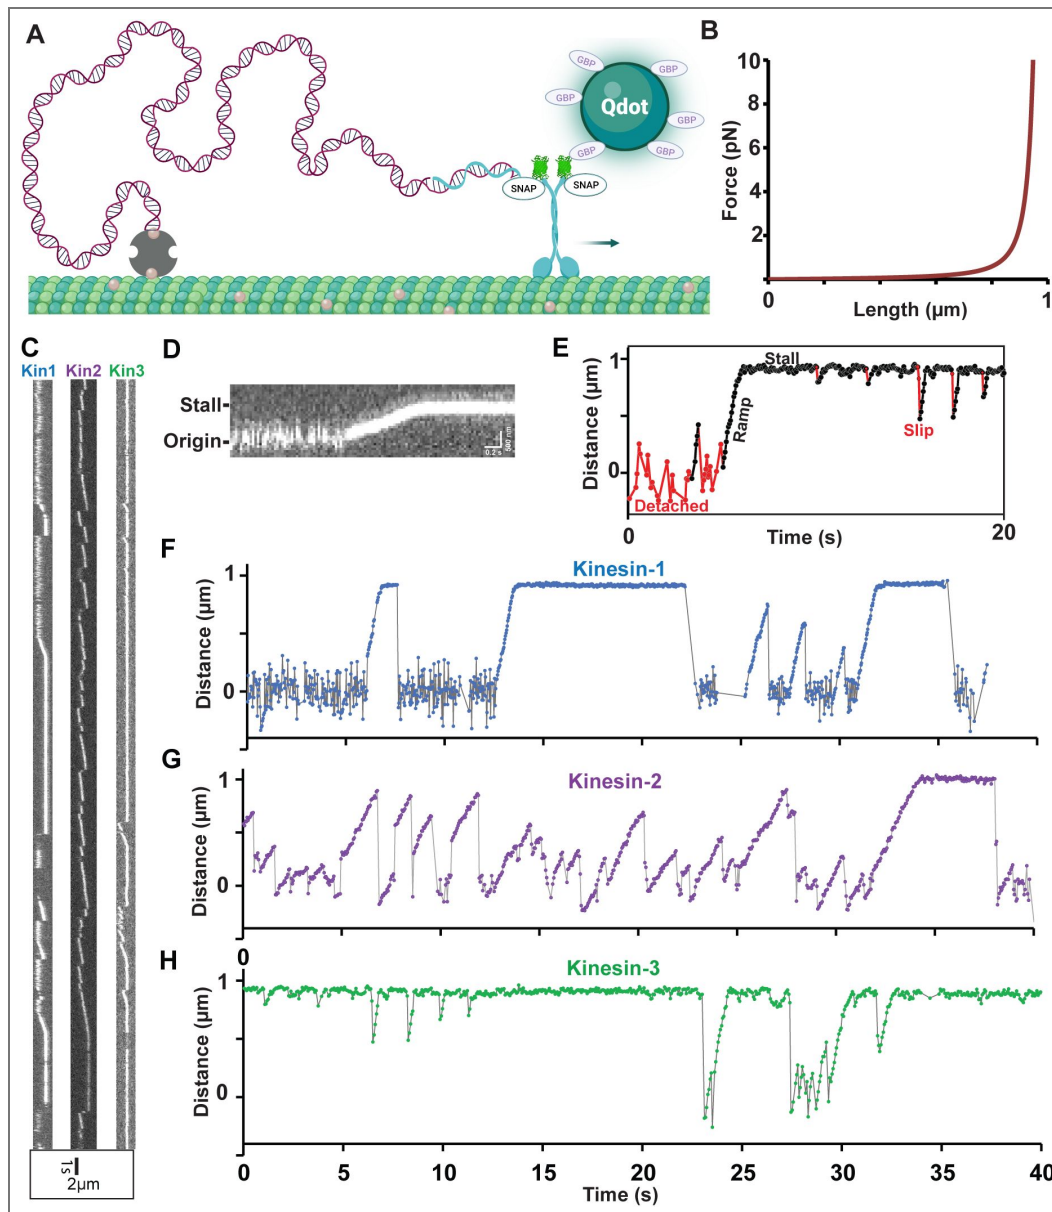 A
GBP
GBP
GBP
GBP
GBP
GBP
Qdot
SNAP
SNAP
B
Force (pN)
10
8
6
4
2
0
1
Length (µm)
C
Kin1 Kin2 Kin3
1s
2µm
D
Stall
Origin
0.2 s
500 nm
E
Distance (µm)
1
0
Stall
Ramp
Slip
Detached
0
20
Time (s)
F
Kinesin-1
Distance (µm)
1
0
G
Kinesin-2
Distance (µm)
1
0
0
H
Kinesin-3
Distance (µm)
1
0
0 5 10 15 20 25 30 35 40
Time (s)